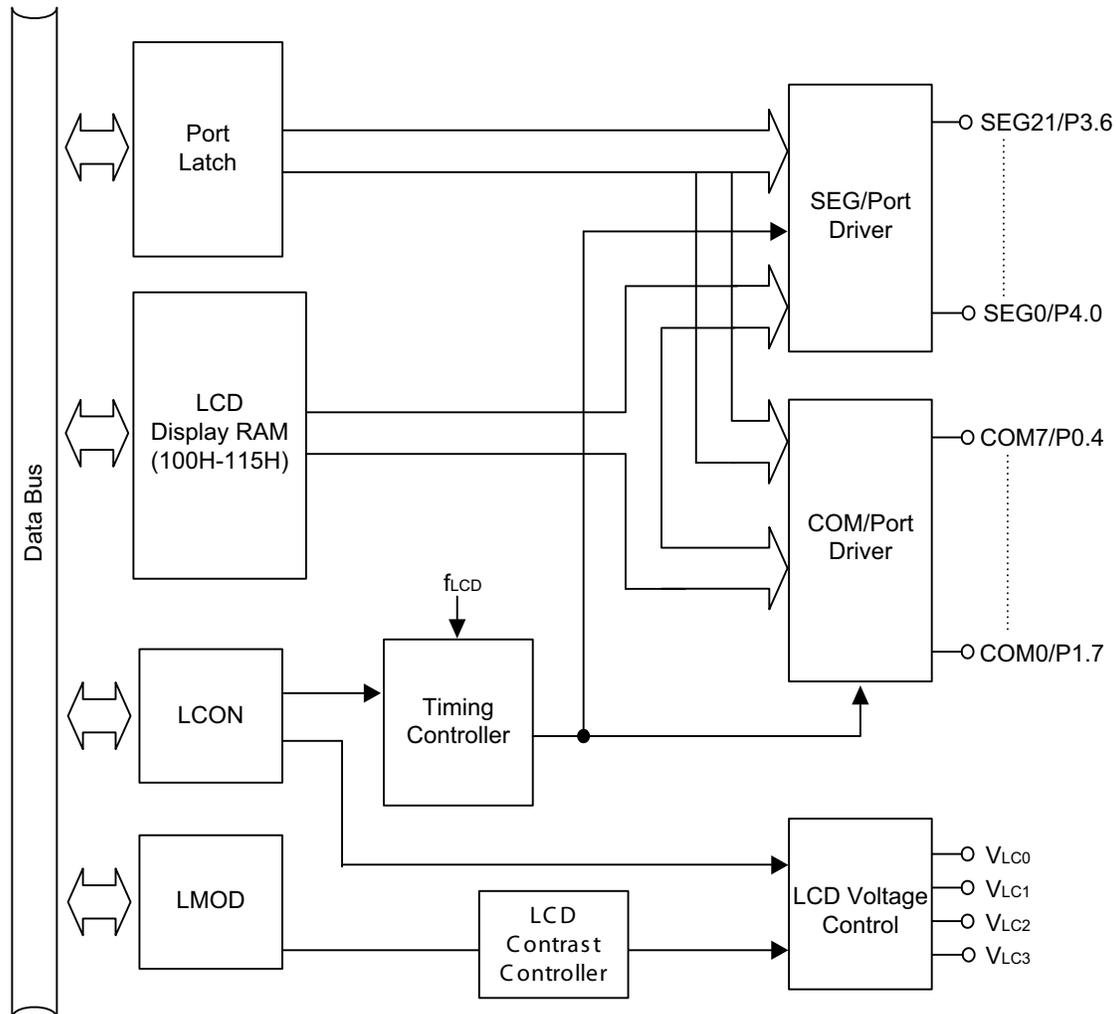 Data Bus
Port
Latch
LCD
Display RAM
(100H-115H)
LCON
LMOD
fLCD
Timing
Controller
LCD
Contrast
Controller
SEG/Port
Driver
COM/Port
Driver
LCD Voltage
Control
SEG21/P3.6
SEG0/P4.0
COM7/P0.4
COM0/P1.7
VLC0
VLC1
VLC2
VLC3